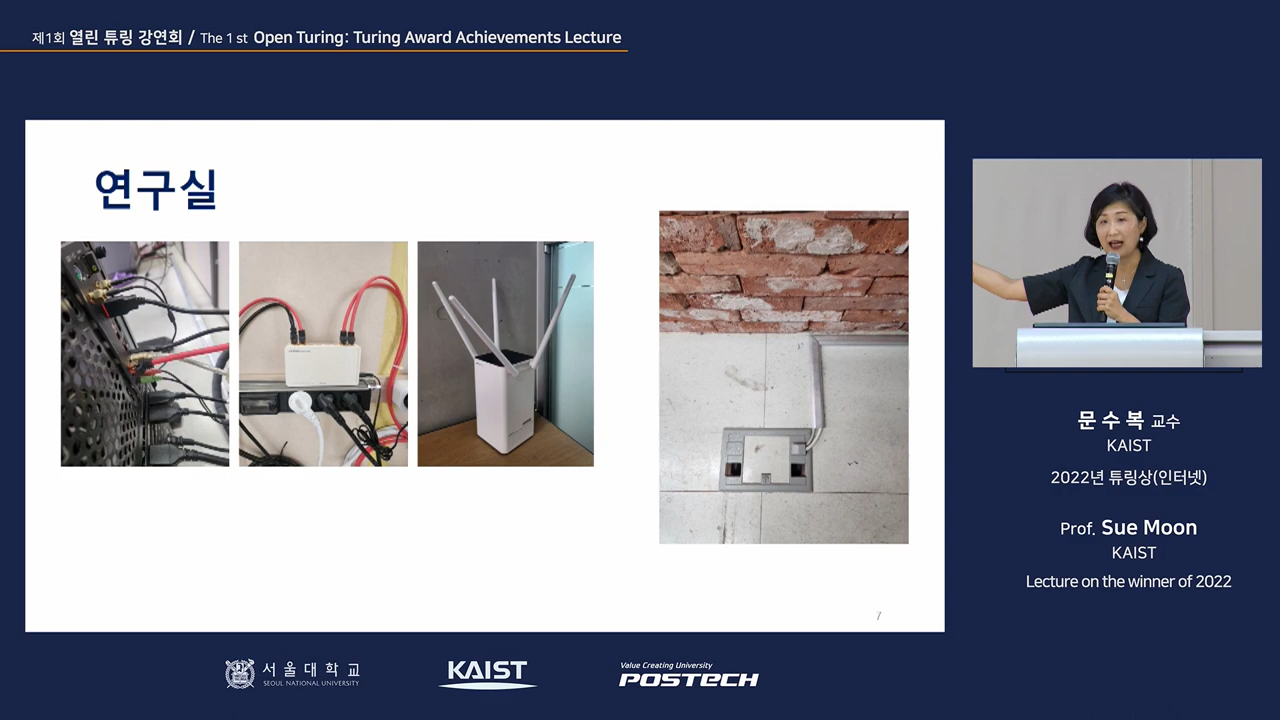 제1회 열린 튜링 강연회 / The 1 st Open Turing: Turing Award Achievements Lecture
연구실
7
문 수 복 교수
KAIST
2022년 튜링상(인터넷)
Prof. Sue Moon
KAIST
Lecture on the winner of 2022
서울대학교
SEOUL NATIONAL UNIVERSITY
KAIST
Value Creating University
POSTECH